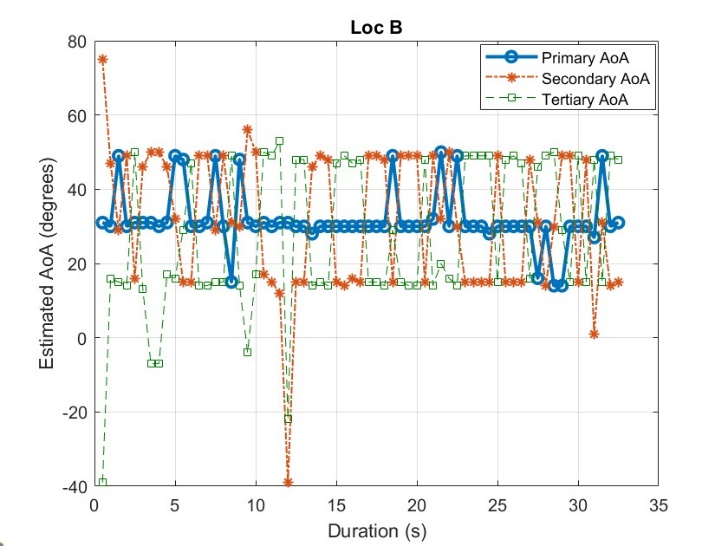 Loc B
Primary AoA
Secondary AoA
Tertiary AoA
Estimated AoA (degrees)
80
60
40
20
0
-20
-40
0 5 10 15 20 25 30 35
Duration (s)